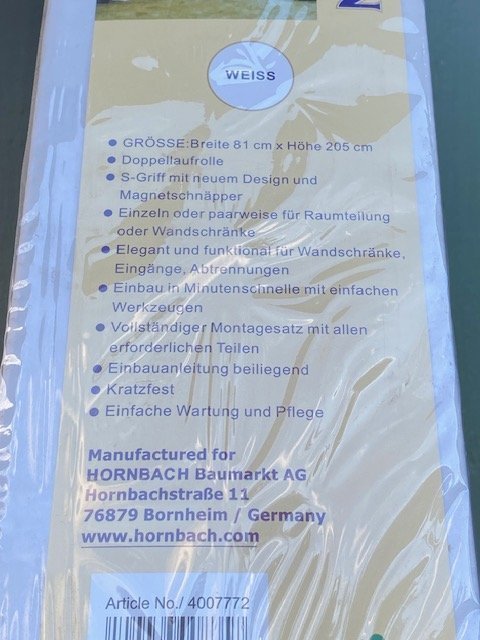 WEISS
● GRÖSSE:Breite 81 cm x Höhe 205 cm
● Doppellaufrolle
● S-Griff mit neuem Design und
Magnetschnäpper
● Einzeln oder paarweise für Raumteilung
oder Wandschränke
● Elegant und funktional für Wandschränke,
Eingänge, Abtrennungen
● Einbau in Minutenschnelle mit einfachen
Werkzeugen
● Vollständiger Montagesatz mit allen
erforderlichen Teilen
● Einbauanleitung beiliegend
● Kratzfest
● Einfache Wartung und Pflege
Manufactured for
HORNBACH Baumarkt AG
Hornbachstraße 11
76879 Bornheim / Germany
www.hornbach.com
Article No./ 4007772